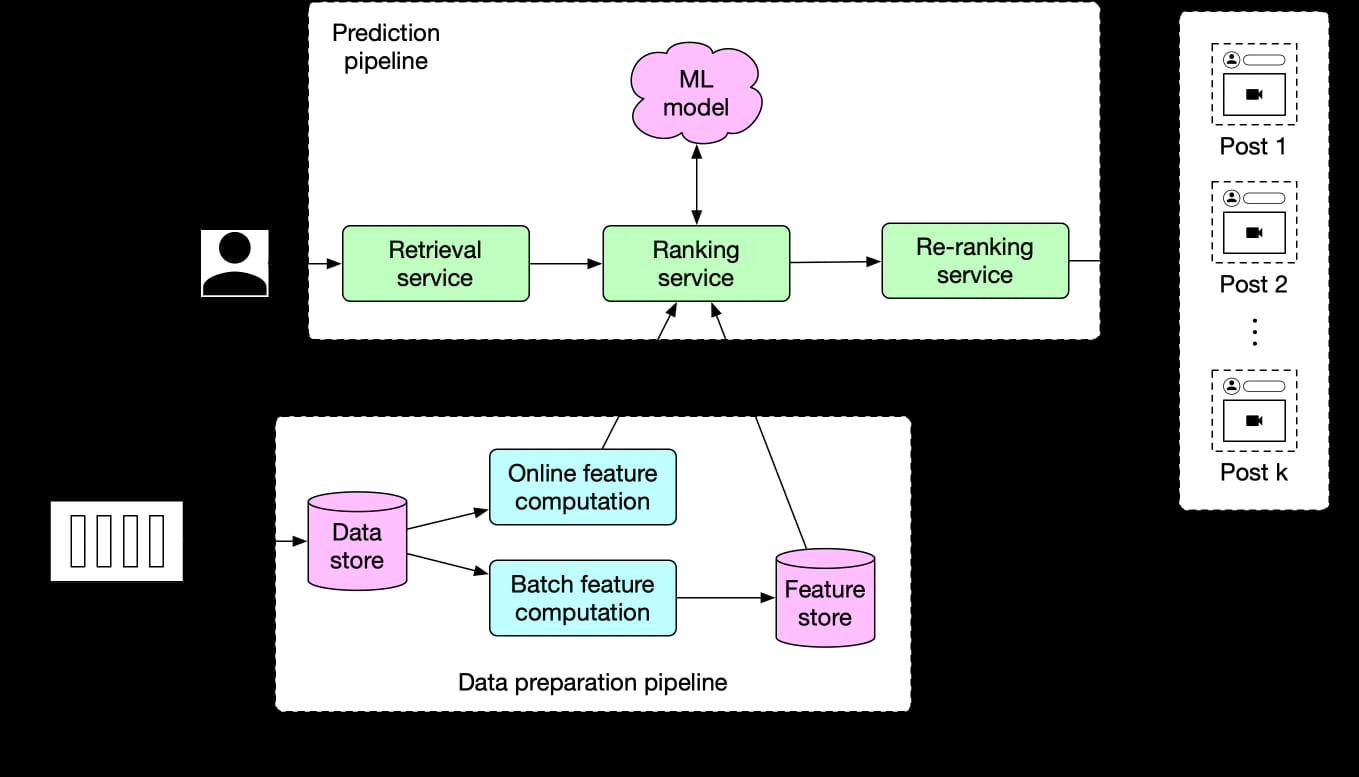 Prediction
pipeline
ML
model
Retrieval
service
Ranking
service
Re-ranking
service
Post 1
Post 2
Post k
Online feature
computation
Data
store
Batch feature
computation
Feature
store
Data preparation pipeline